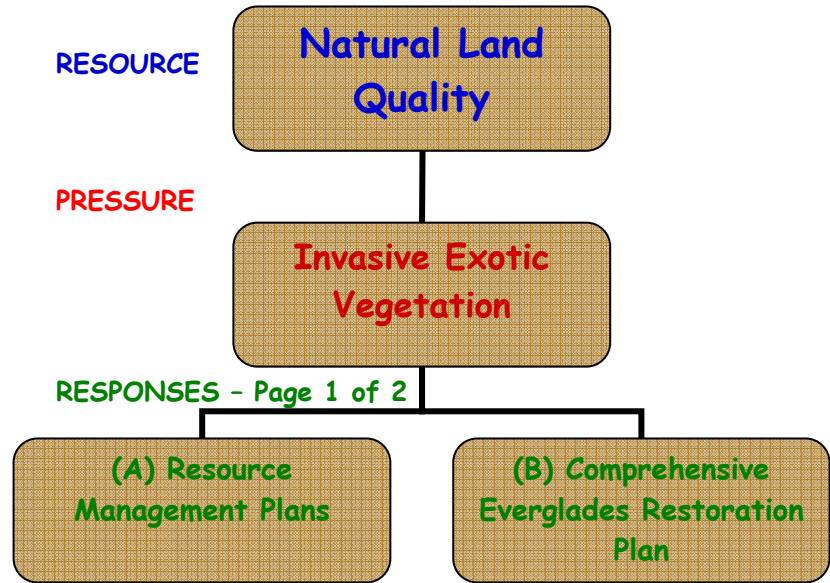 RESOURCE
Natural Land
Quality
PRESSURE
Invasive Exotic
Vegetation
RESPONSES – Page 1 of 2
(A) Resource
Management Plans
(B) Comprehensive
Everglades Restoration
Plan